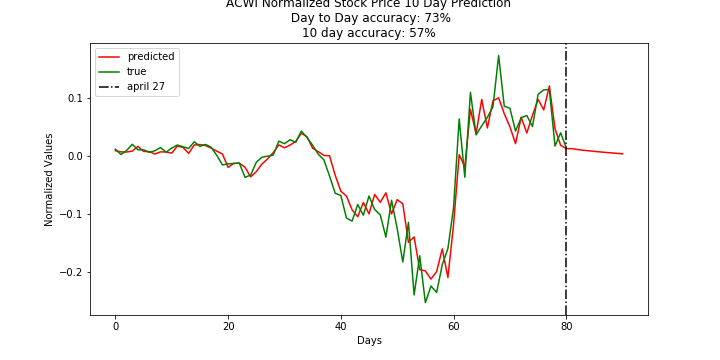 ACWI Normalized Stock Price 10 Day Prediction
Day to Day accuracy: 73%
10 day accuracy: 57%
predicted
true
april 27
Normalized Values
0.1
0.0
−0.1
−0.2
0
20
40
60
80
Days